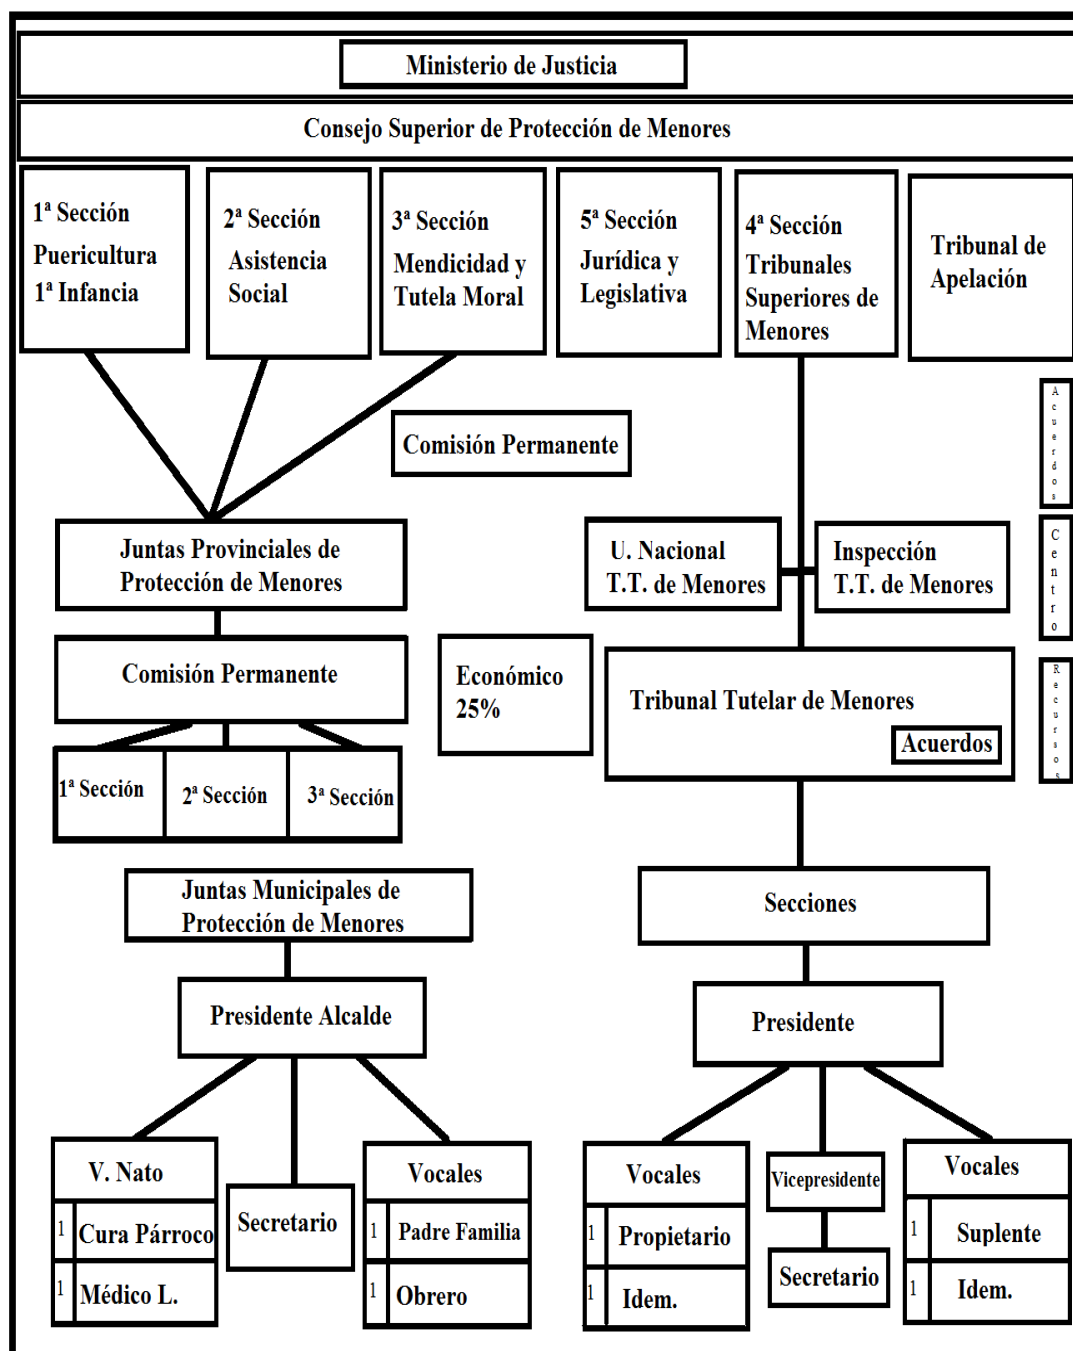 Ministerio de Justicia
Consejo Superior de Protección de Menores
1ª Sección
Puericultura
1ª Infancia
2ª Sección
Asistencia
Social
3ª Sección
Mendicidad y
Tutela Moral
5ª Sección
Jurídica y
Legislativa
4ª Sección
Tribunales
Superiores de
Menores
Tribunal de
Apelación
Comisión Permanente
Acuerdos
Centro
Recursos
Juntas Provinciales de
Protección de Menores
U. Nacional
T.T. de Menores
Inspección
T.T. de Menores
Comisión Permanente
Económico
25%
Tribunal Tutelar de Menores
Acuerdos
1ª Sección
2ª Sección
3ª Sección
Juntas Municipales de
Protección de Menores
Secciones
Presidente Alcalde
Presidente
V. Nato
1 Cura Párroco
1 Médico L.
Secretario
Vocales
1 Padre Familia
1 Obrero
Vocales
1 Propietario
1 Idem.
Vicepresidente
Secretario
Vocales
1 Suplente
1 Idem.